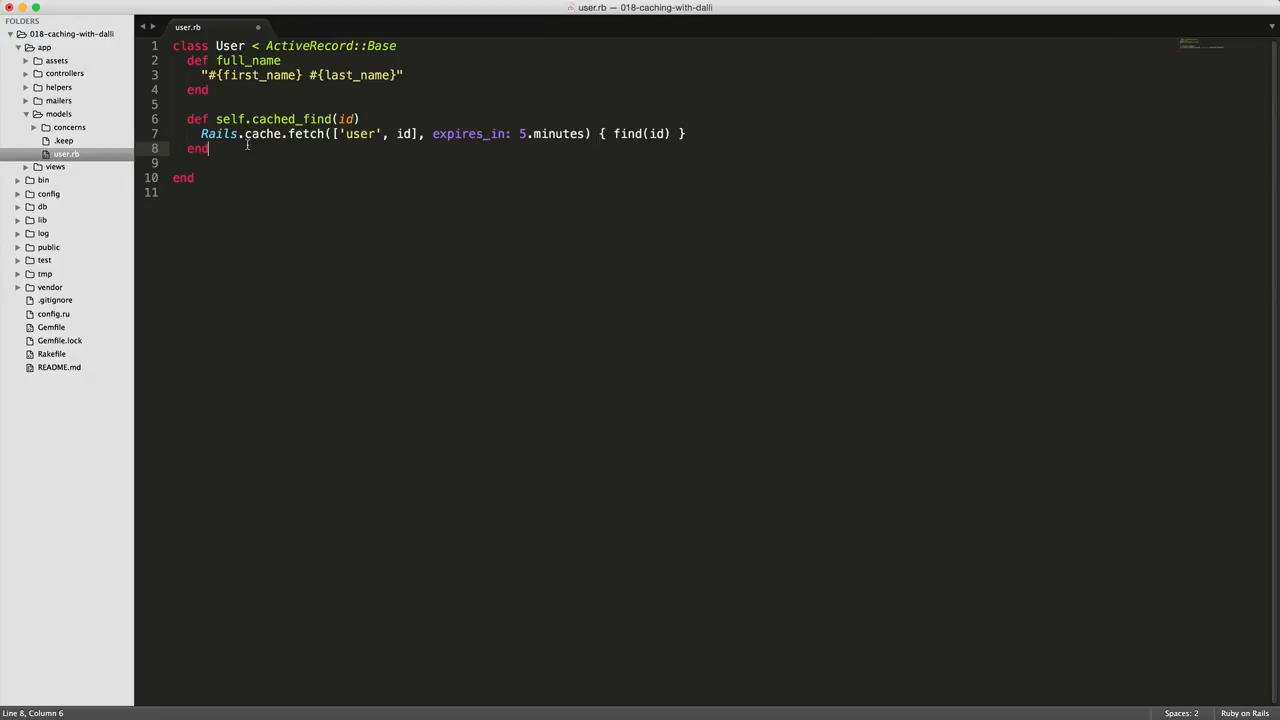 user.rb — 018-caching-with-dalli
FOLDERS
018-caching-with-dalli
app
assets
controllers
helpers
mailers
models
concerns
.keep
user.rb
views
bin
config
db
lib
log
public
test
tmp
vendor
.gitignore
config.ru
Gemfile
Gemfile.lock
Rakefile
README.md
user.rb
1 class User < ActiveRecord::Base
2   def full_name
3     "#{first_name} #{last_name}"
4   end
5
6   def self.cached_find(id)
7     Rails.cache.fetch(['user', id], expires_in: 5.minutes) { find(id) }
8   end
9
10 end
11
Line 8, Column 6
Spaces: 2
Ruby on Rails